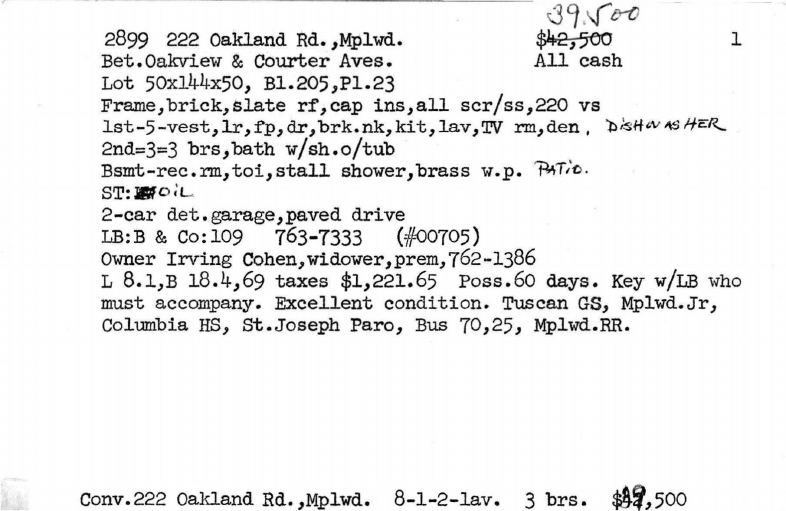 39,500
2899 222 Oakland Rd.,Mplwd. $42,500 1
Bet.Oakview & Courter Aves. All cash
Lot 50x144x50, Bl.205,Pl.23
Frame,brick,slate rf,cap ins,all scr/ss,220 vs
1st-5-vest,lr,fp,dr,brk.nk,kit,lav,TV rm,den, DISHWASHER
2nd=3=3 brs,bath w/sh.o/tub
Bsmt-rec.rm,toi,stall shower,brass w.p. PATIO.
ST: OIL
2-car det.garage,paved drive
LB:B & Co:109 763-7333 (#00705)
Owner Irving Cohen,widower,prem,762-1386
L 8.1,B 18.4,69 taxes $1,221.65 Poss.60 days. Key w/LB who
must accompany. Excellent condition. Tuscan GS, Mplwd.Jr,
Columbia HS, St.Joseph Paro, Bus 70,25, Mplwd.RR.
Conv.222 Oakland Rd.,Mplwd. 8-1-2-lav. 3 brs. $39,500